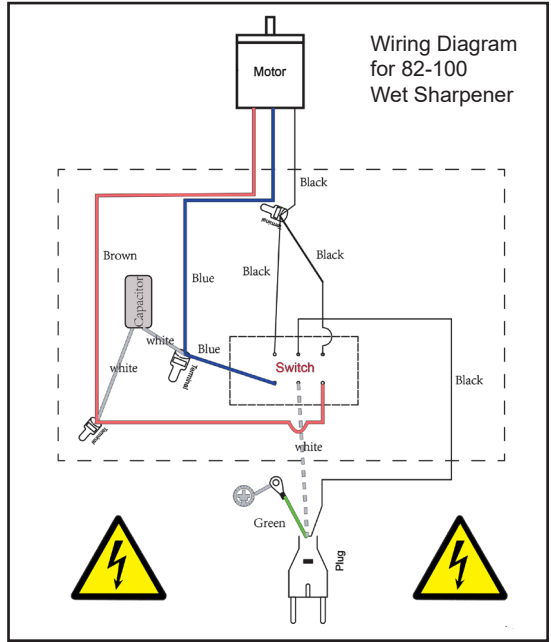 Wiring Diagram
for 82-100
Wet Sharpener
Motor
Black
Terminal
Brown
Black
Black
Blue
Capacitor
white
Blue
white
Terminal
Switch
Black
Terminal
white
Green
Plug